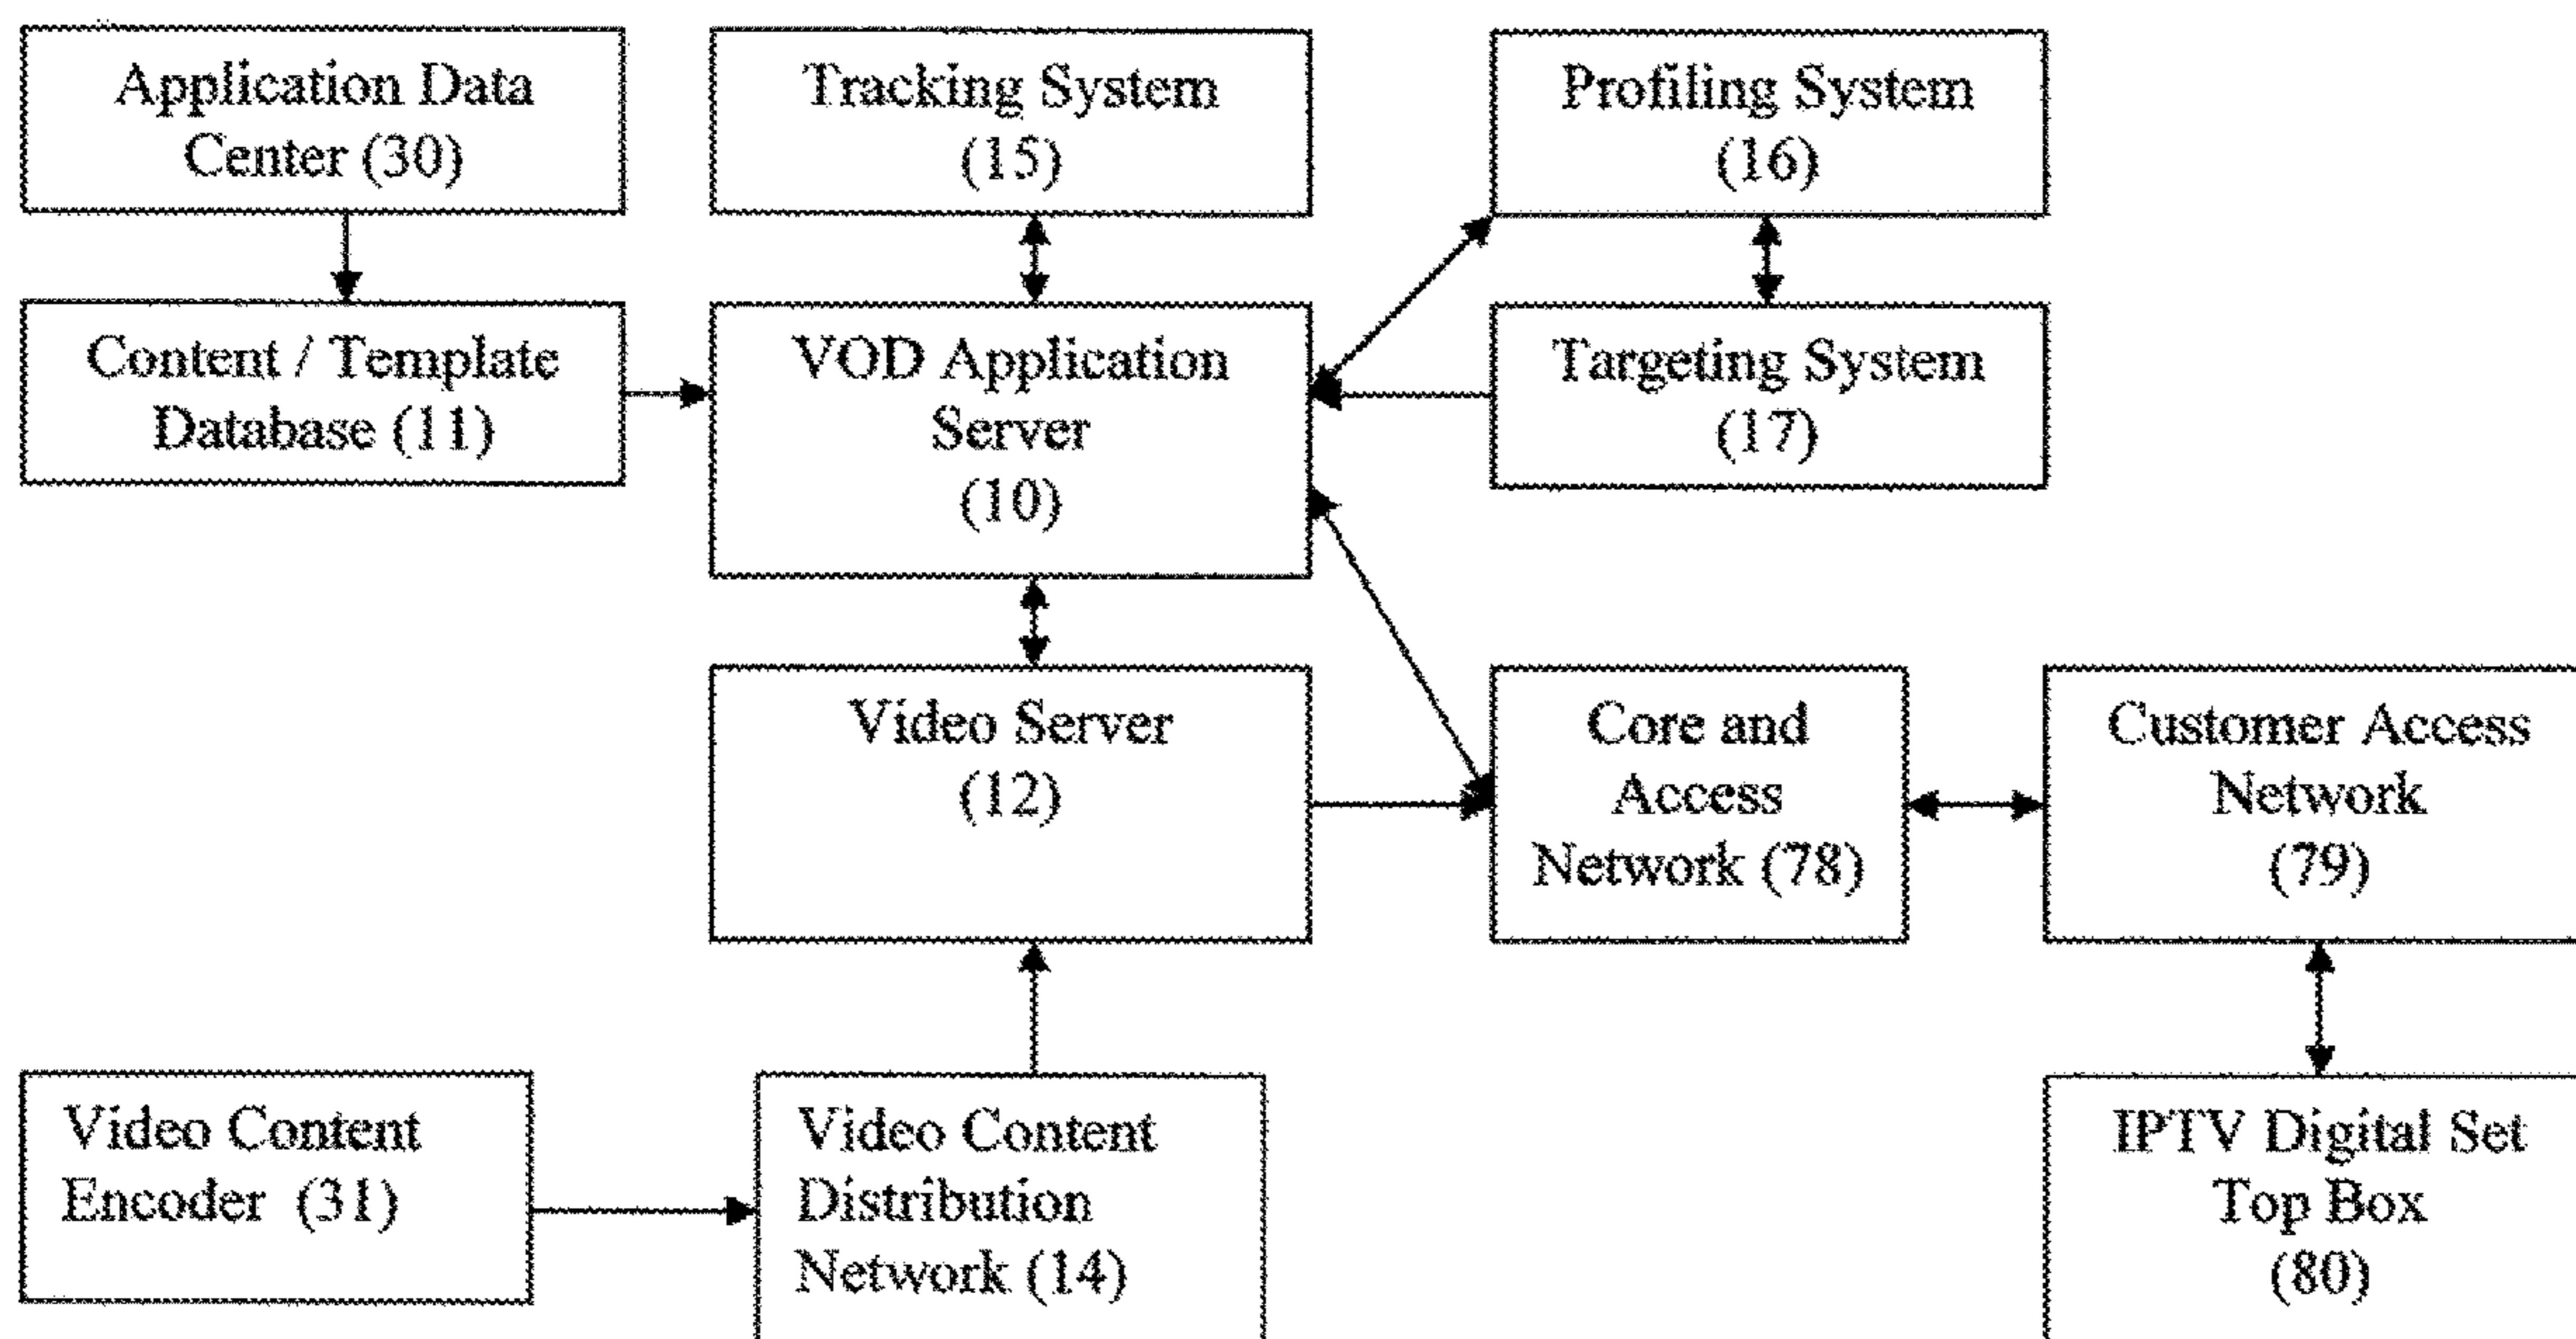 Application Data
Center (30)
Tracking System
(15)
Profiling System
(16)
Content / Template
Database (11)
VOD Application
Server
(10)
Targeting System
(17)
Video Server
(12)
Core and
Access
Network (78)
Customer Access
Network
(79)
Video Content
Encoder (31)
Video Content
Distribution
Network (14)
IPTV Digital Set
Top Box
(80)